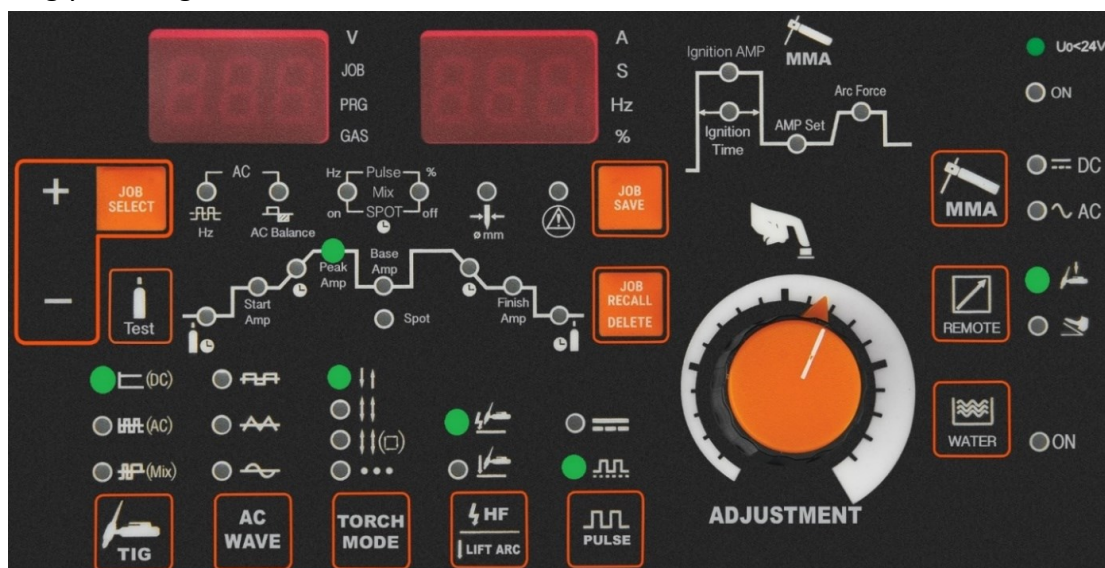 V
JOB
PRG
GAS
A
S
Hz
%
Ignition AMP
MMA
Ignition
Time
AMP Set
Arc Force
Uo<24V
ON
+
JOB
SELECT
AC
Hz
AC Balance
Hz Pulse %
Mix
on SPOT off
ø mm
JOB
SAVE
MMA
DC
AC
−
Test
Start
Amp
Peak
Amp
Base
Amp
Spot
Finish
Amp
JOB
RECALL
DELETE
REMOTE
(DC)
(AC)
(Mix)
WATER
ON
TIG
AC
WAVE
TORCH
MODE
HF
LIFT ARC
PULSE
ADJUSTMENT